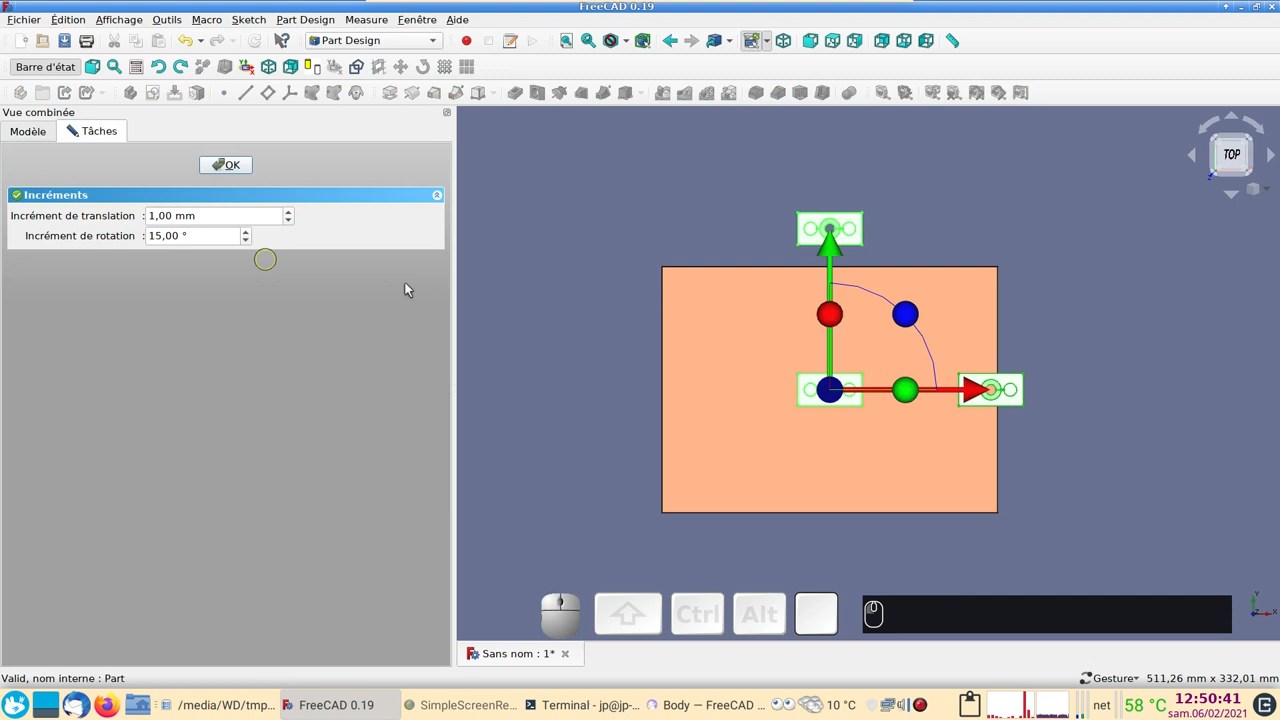 FreeCAD 0.19
Fichier Édition Affichage Outils Macro Sketch Part Design Measure Fenêtre Aide
Part Design
Barre d'état
Vue combinée
Modèle Tâches
OK
Incréments
Incrément de translation : 1,00 mm
Incrément de rotation : 15,00 °
TOP
Ctrl Alt
Y
X
Z
Sans nom : 1*
Valid, nom interne : Part
Gesture 511,26 mm x 332,01 mm
/media/WD/tmp... FreeCAD 0.19 SimpleScreenRe... Terminal - jp@jp-... Body — FreeCAD ... 10 °C net 58 °C 12:50:41
sam.06/02/2021